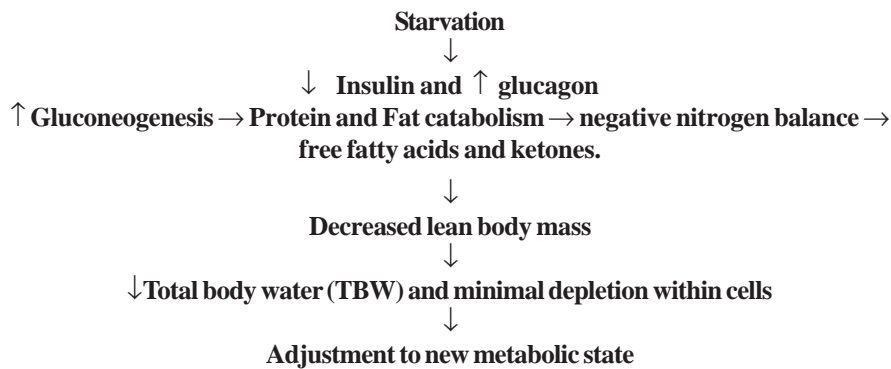 Starvation
↓
↓ Insulin and ↑ glucagon
↑ Gluconeogenesis → Protein and Fat catabolism → negative nitrogen balance →
free fatty acids and ketones.
↓
Decreased lean body mass
↓
↓Total body water (TBW) and minimal depletion within cells
↓
Adjustment to new metabolic state